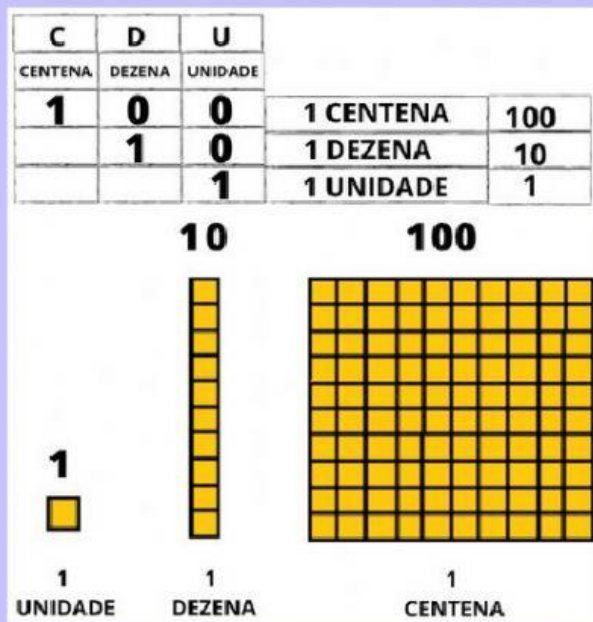 C D U
CENTENA DEZENA UNIDADE
1 0 0 1 CENTENA 100
1 0 1 DEZENA 10
1 1 UNIDADE 1
10 100
1
1 1 1
UNIDADE DEZENA CENTENA